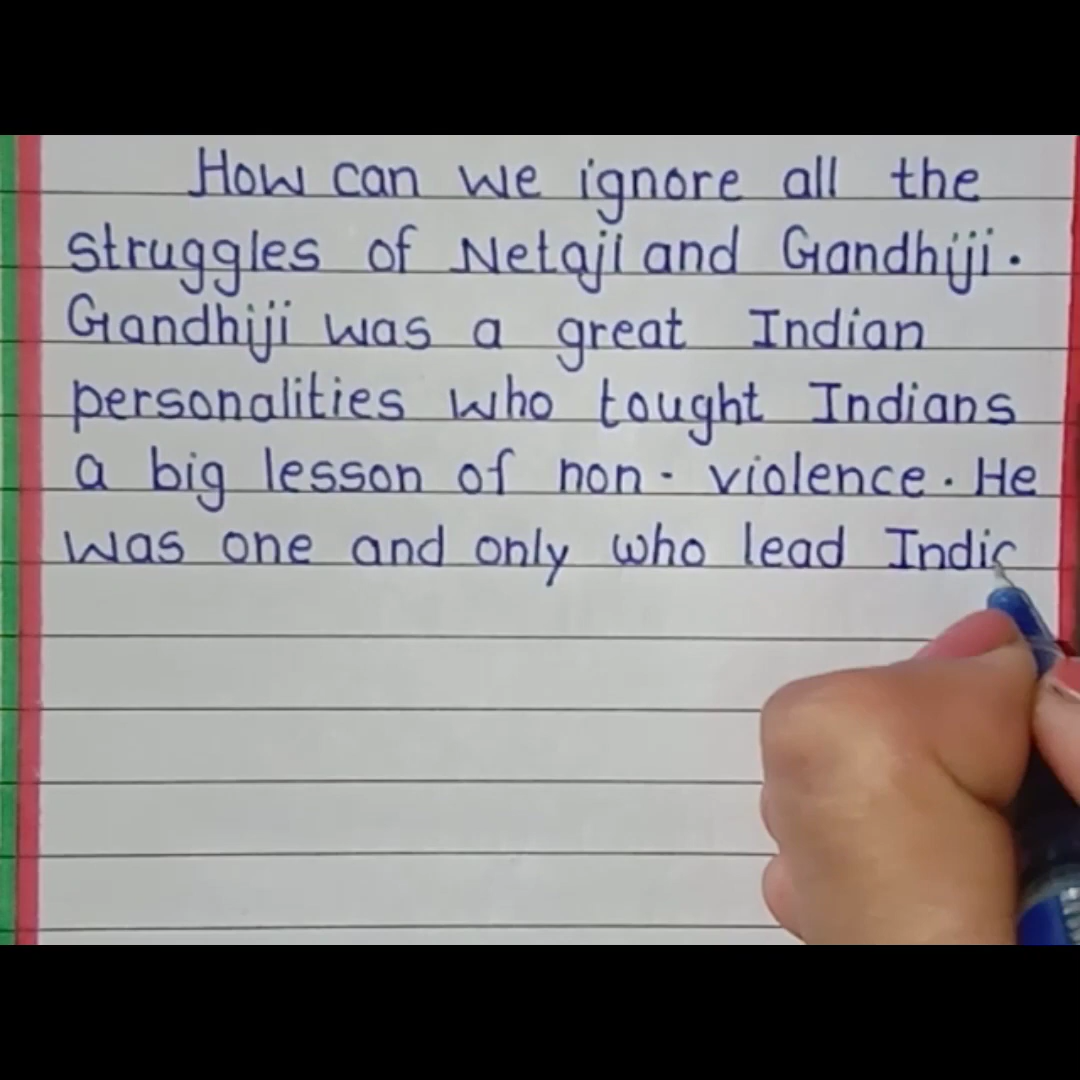 How can we ignore all the
struggles of Netaji and Gandhiji.
Gandhiji was a great Indian
personalities who tought Indians
a big lesson of non - violence. He
was one and only who lead